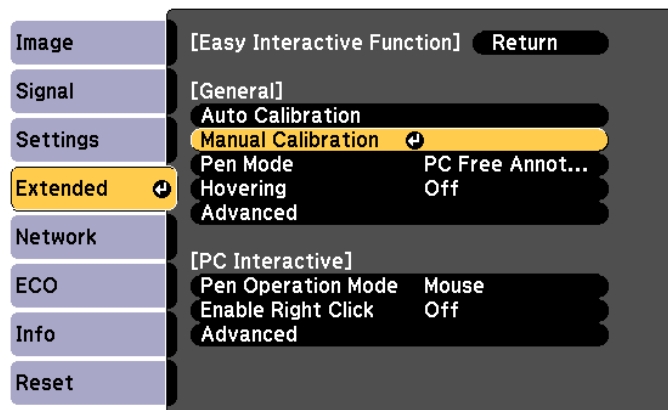 Image
Signal
Settings
Extended
Network
ECO
Info
Reset
[Easy Interactive Function] Return
[General]
Auto Calibration
Manual Calibration
Pen Mode PC Free Annot...
Hovering Off
Advanced
[PC Interactive]
Pen Operation Mode Mouse
Enable Right Click Off
Advanced